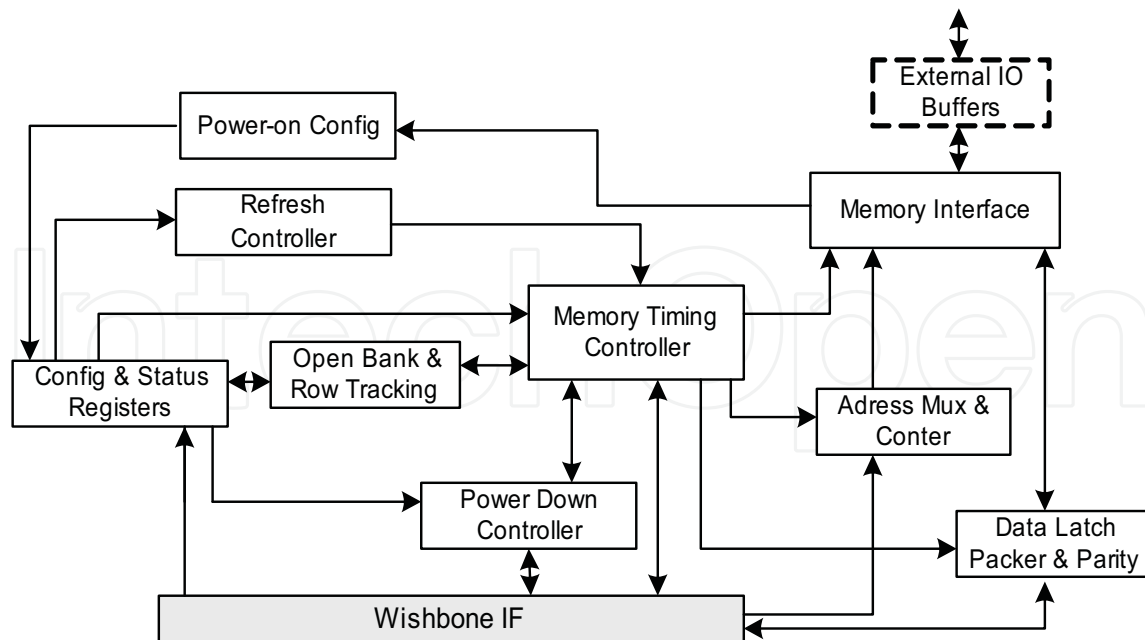 External IO
Buffers
Power-on Config
Memory Interface
Refresh
Controller
Memory Timing
Controller
Open Bank &
Row Tracking
Config & Status
Registers
Adress Mux &
Conter
Power Down
Controller
Data Latch
Packer & Parity
Wishbone IF
IntechOpen